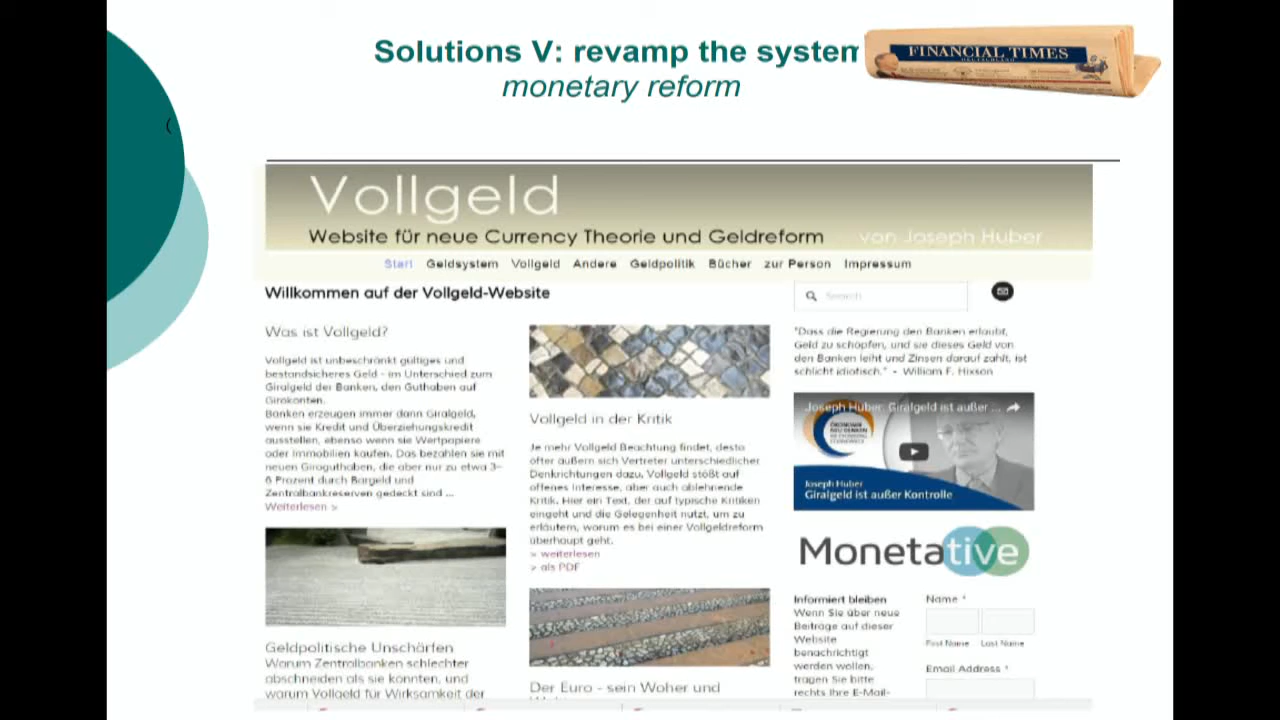 Solutions V: revamp the system
monetary reform
FINANCIAL TIMES
DEUTSCHLAND
Vollgeld
Website für neue Currency Theorie und Geldreform
von Joseph Huber
Start Geldsystem Vollgeld Andere Geldpolitik Bücher zur Person Impressum
Willkommen auf der Vollgeld-Website
Was ist Vollgeld?
Vollgeld ist unbeschränkt gültiges und
bestandsicheres Geld - im Unterschied zum
Giralgeld der Banken, den Guthaben auf
Girokonten.
Banken erzeugen immer dann Giralgeld,
wenn sie Kredit und Überziehungskredit
ausstellen, ebenso wenn sie Wertpapiere
oder Immobilien kaufen. Das bezahlen sie mit
neuen Giroguthaben, die aber nur zu etwa 3-
6 Prozent durch Bargeld und
Zentralbankreserven gedeckt sind ...
Weiterlesen >
Geldpolitische Unschärfen
Warum Zentralbanken schlechter
abschneiden als sie könnten, und
warum Vollgeld für Wirksamkeit der
Vollgeld in der Kritik
Je mehr Vollgeld Beachtung findet, desto
öfter äußern sich Vertreter unterschiedlicher
Denkrichtungen dazu. Vollgeld stößt auf
offenes Interesse, aber auch ablehnende
Kritik. Hier ein Text, der auf typische Kritiken
eingeht und die Gelegenheit nutzt, um zu
erläutern, worum es bei einer Vollgeldreform
überhaupt geht.
> weiterlesen
> als PDF
Der Euro - sein Woher und
Search
"Dass die Regierung den Banken erlaubt,
Geld zu schöpfen, und sie dieses Geld von
den Banken leiht und Zinsen darauf zahlt, ist
schlicht idiotisch." - William F. Hixson
Joseph Huber: Giralgeld ist außer ...
ÖKONOMIE
NEU DENKEN
RE-THINKING
ECONOMICS
Joseph Huber
Giralgeld ist außer Kontrolle
Monetative
Informiert bleiben
Wenn Sie über neue
Beiträge auf dieser
Website
benachrichtigt
werden wollen,
tragen Sie bitte
rechts Ihre E-Mail-
Name *
First Name Last Name
Email Address *